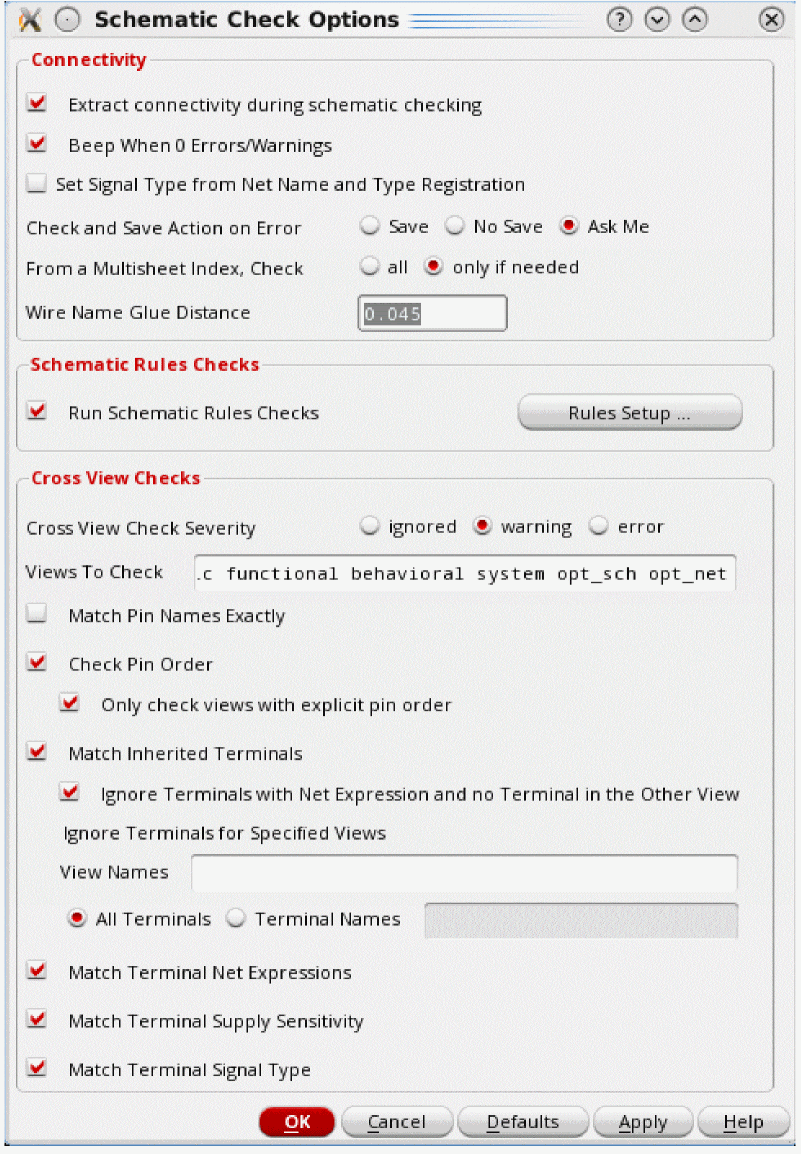 Schematic Check Options
Connectivity
Extract connectivity during schematic checking
Beep When 0 Errors/Warnings
Set Signal Type from Net Name and Type Registration
Check and Save Action on Error Save No Save Ask Me
From a Multisheet Index, Check all only if needed
Wire Name Glue Distance 0.045
Schematic Rules Checks
Run Schematic Rules Checks Rules Setup ...
Cross View Checks
Cross View Check Severity ignored warning error
Views To Check .c functional behavioral system opt_sch opt_net
Match Pin Names Exactly
Check Pin Order
Only check views with explicit pin order
Match Inherited Terminals
Ignore Terminals with Net Expression and no Terminal in the Other View
Ignore Terminals for Specified Views
View Names
All Terminals Terminal Names
Match Terminal Net Expressions
Match Terminal Supply Sensitivity
Match Terminal Signal Type
OK Cancel Defaults Apply Help